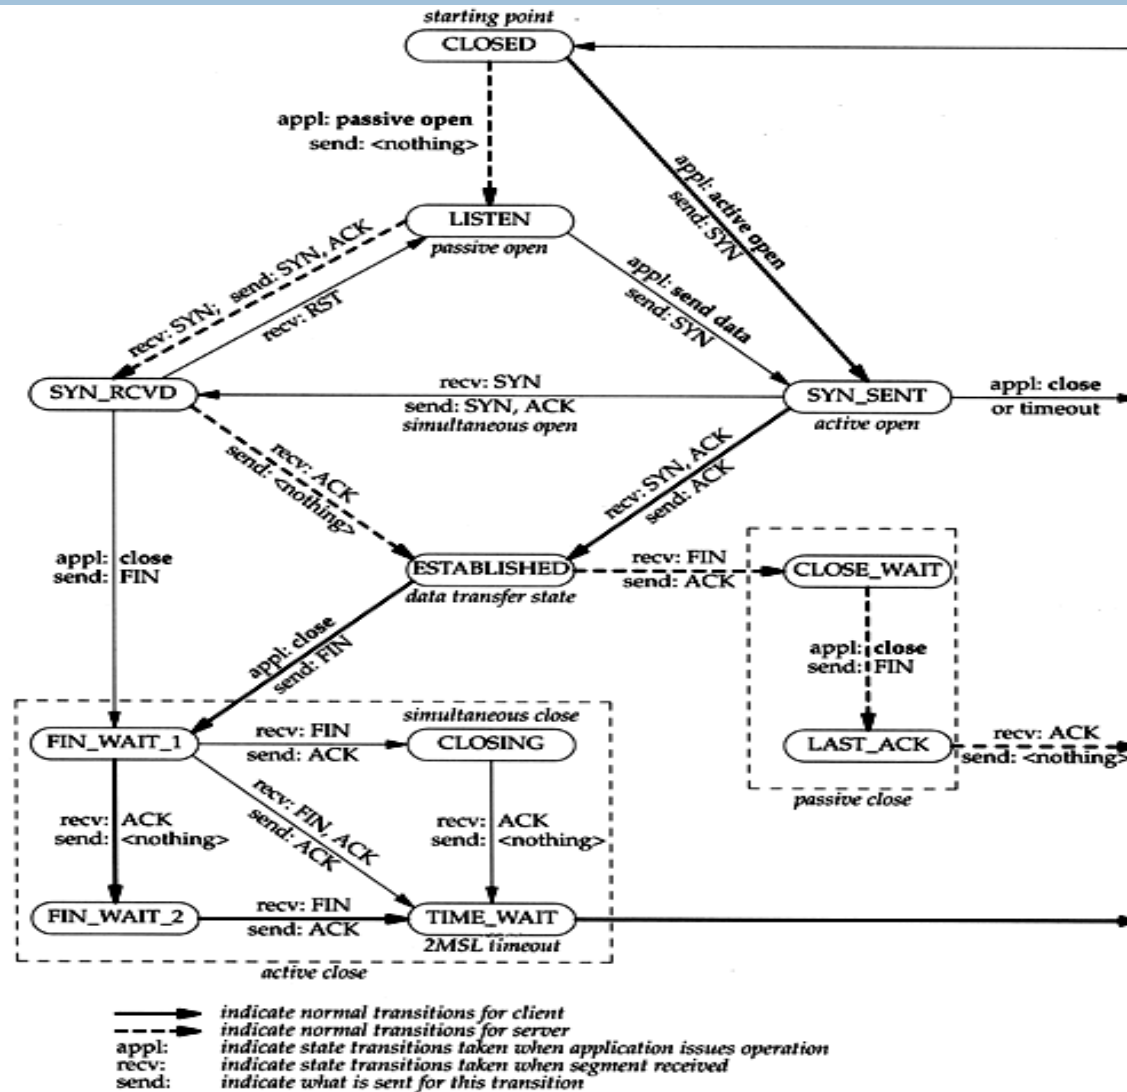 starting point
CLOSED
appl: passive open
send: <nothing>
appl: active open
send: SYN
LISTEN
passive open
recv: SYN; send: SYN, ACK
recv: RST
appl: send data
send: SYN
SYN_RCVD
recv: SYN
send: SYN, ACK
simultaneous open
SYN_SENT
active open
appl: close
or timeout
recv: ACK
send: <nothing>
recv: SYN, ACK
send: ACK
appl: close
send: FIN
ESTABLISHED
data transfer state
recv: FIN
send: ACK
CLOSE_WAIT
appl: close
send: FIN
appl: close
send: FIN
LAST_ACK
passive close
recv: ACK
send: <nothing>
simultaneous close
FIN_WAIT_1
recv: FIN
send: ACK
CLOSING
recv: ACK
send: <nothing>
recv: FIN, ACK
send: ACK
recv: ACK
send: <nothing>
FIN_WAIT_2
recv: FIN
send: ACK
TIME_WAIT
2MSL timeout
active close
indicate normal transitions for client
indicate normal transitions for server
appl: indicate state transitions taken when application issues operation
recv: indicate state transitions taken when segment received
send: indicate what is sent for this transition